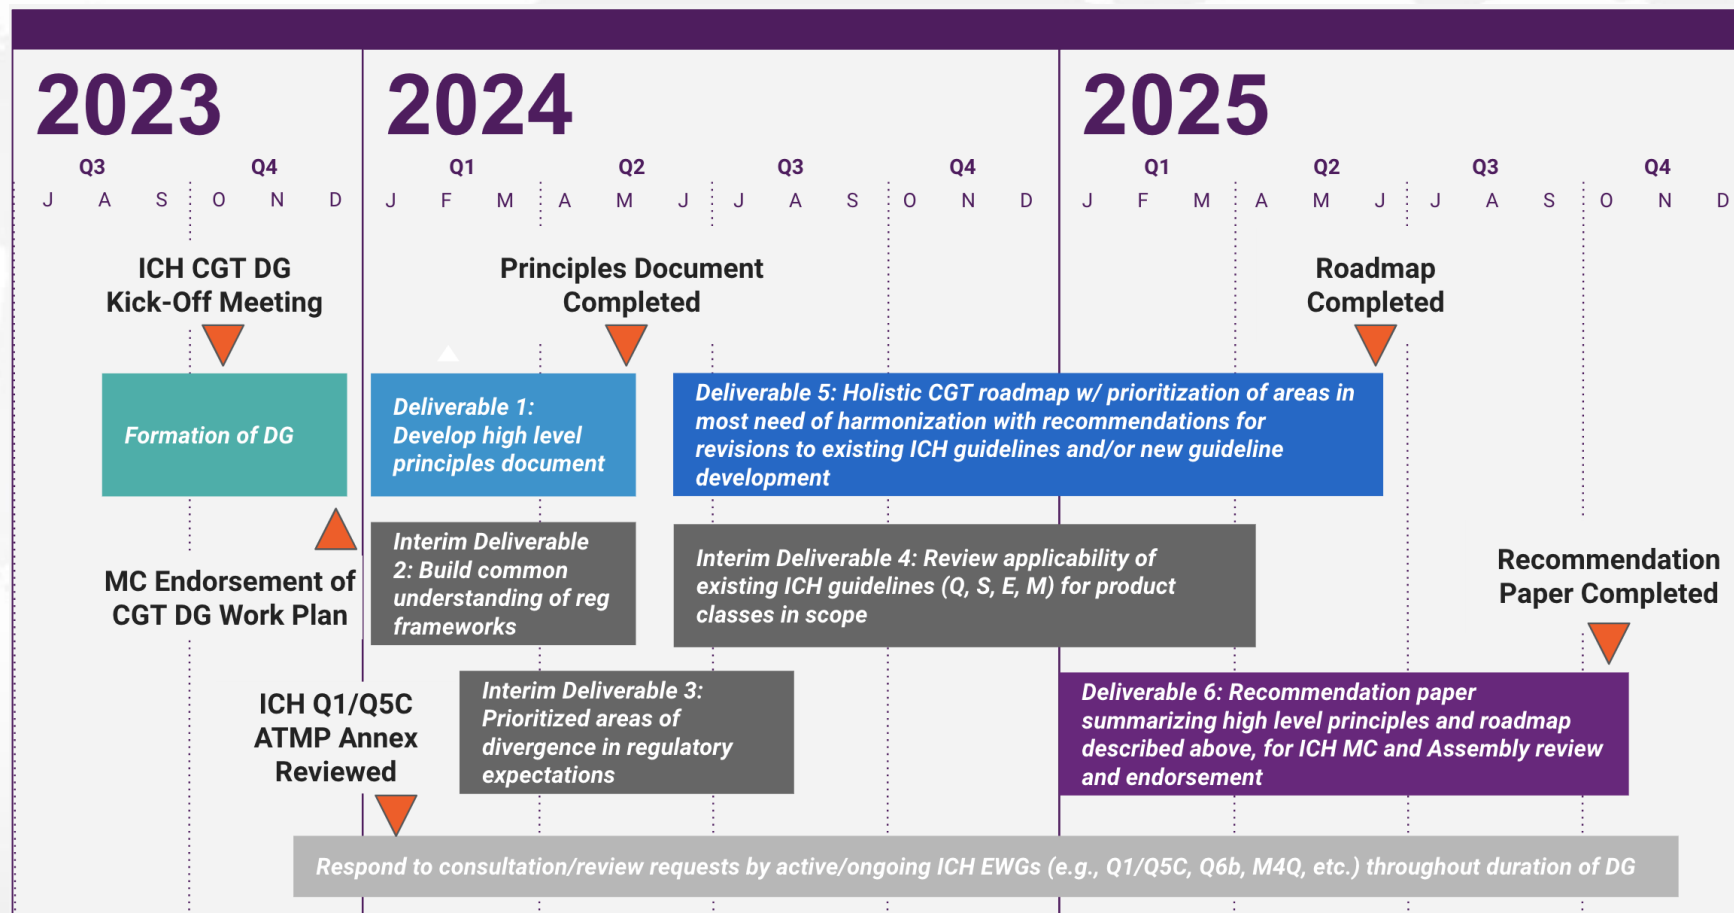 2023
2024
2025
Q3 Q4 Q1 Q2 Q3 Q4 Q1 Q2 Q3 Q4
J A S O N D J F M A M J J A S O N D J F M A M J J A S O N D
ICH CGT DG
Kick-Off Meeting
Principles Document
Completed
Roadmap
Completed
Formation of DG
Deliverable 1:
Develop high level
principles document
Deliverable 5: Holistic CGT roadmap w/ prioritization of areas in
most need of harmonization with recommendations for
revisions to existing ICH guidelines and/or new guideline
development
MC Endorsement of
CGT DG Work Plan
Interim Deliverable
2: Build common
understanding of reg
frameworks
Interim Deliverable 4: Review applicability of
existing ICH guidelines (Q, S, E, M) for product
classes in scope
Recommendation
Paper Completed
ICH Q1/Q5C
ATMP Annex
Reviewed
Interim Deliverable 3:
Prioritized areas of
divergence in regulatory
expectations
Deliverable 6: Recommendation paper
summarizing high level principles and roadmap
described above, for ICH MC and Assembly review
and endorsement
Respond to consultation/review requests by active/ongoing ICH EWGs (e.g., Q1/Q5C, Q6b, M4Q, etc.) throughout duration of DG